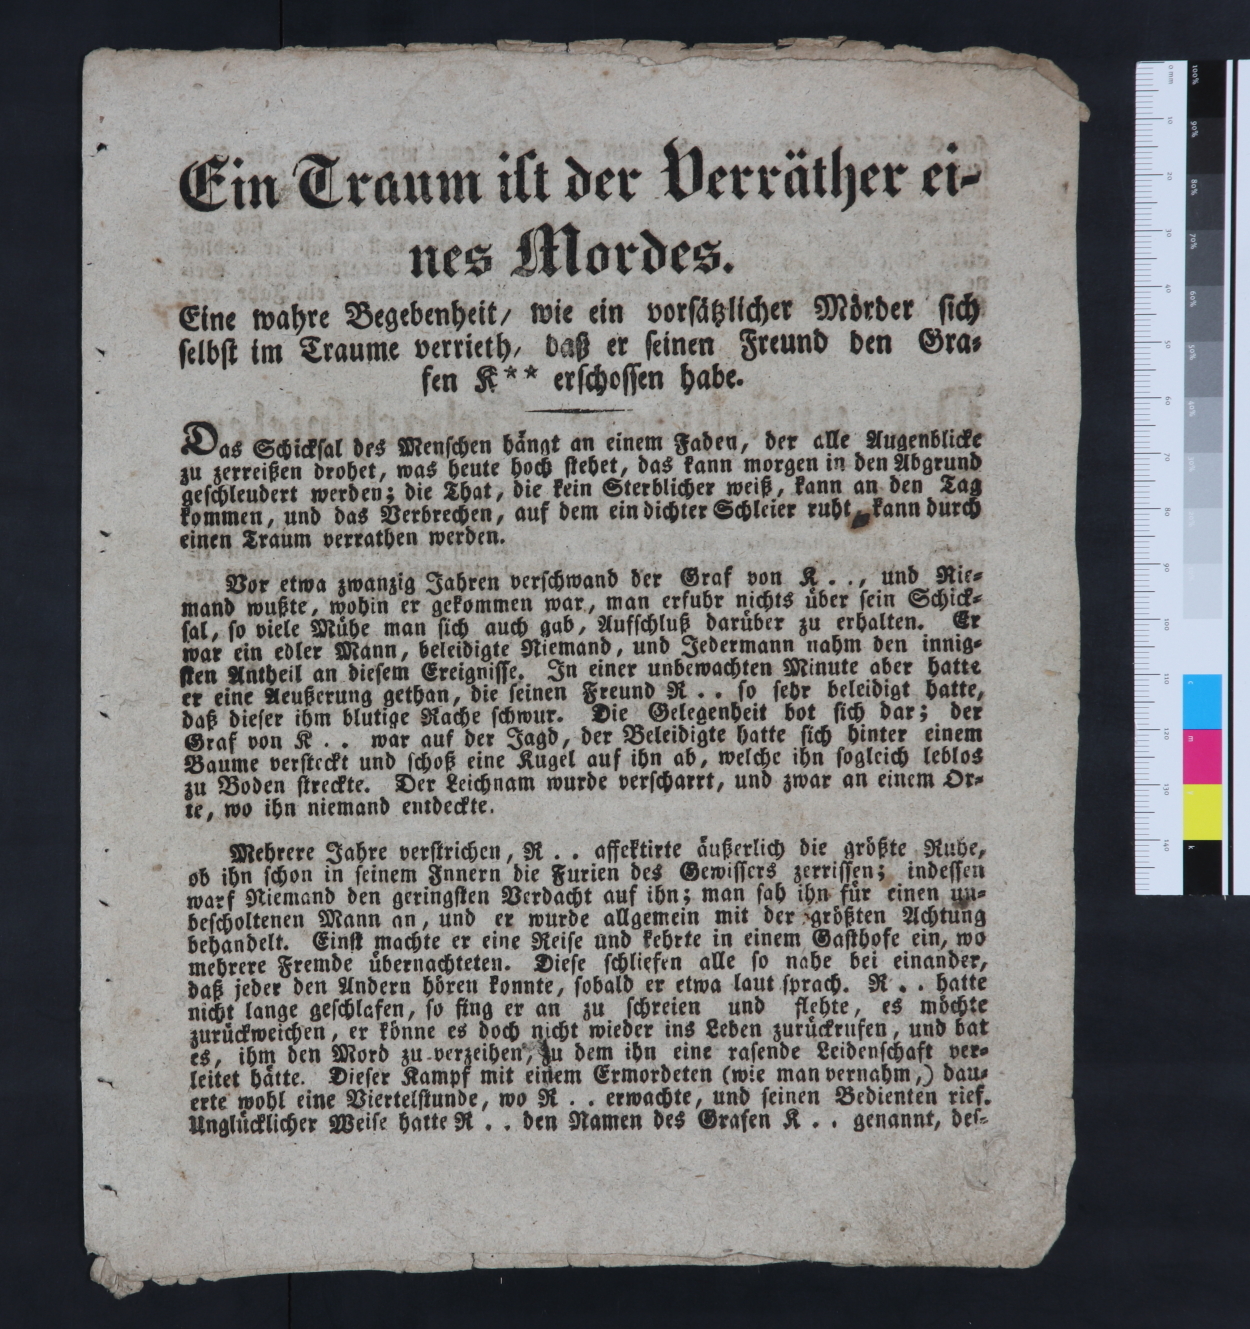 Ein Traum iſt der Verräther ei-
nes Mordes.
Eine wahre Begebenheit, wie ein vorſätzlicher Mörder ſich
ſelbſt im Traume verrieth, daß er ſeinen Freund den Gra-
fen K** erſchoſſen habe.
Das Schickſal des Menſchen hängt an einem Faden, der alle Augenblicke
zu zerreißen drohet, was heute hoch ſtehet, das kann morgen in den Abgrund
geſchleudert werden; die That, die kein Sterblicher weiß, kann an den Tag
kommen, und das Verbrechen, auf dem ein dichter Schleier ruht, kann durch
einen Traum verrathen werden.
Vor etwa zwanzig Jahren verſchwand der Graf von K . ., und Nie-
mand wußte, wohin er gekommen war, man erfuhr nichts über ſein Schick-
ſal, ſo viele Mühe man ſich auch gab, Aufſchluß darüber zu erhalten. Er
war ein edler Mann, beleidigte Niemand, und Jedermann nahm den innig-
ſten Antheil an dieſem Ereigniſſe. In einer unbewachten Minute aber hatte
er eine Aeußerung gethan, die ſeinen Freund R . . ſo ſehr beleidigt hatte,
daß dieſer ihm blutige Rache ſchwur. Die Gelegenheit bot ſich dar; der
Graf von K . . war auf der Jagd, der Beleidigte hatte ſich hinter einem
Baume verſteckt und ſchoß eine Kugel auf ihn ab, welche ihn ſogleich leblos
zu Boden ſtreckte. Der Leichnam wurde verſcharrt, und zwar an einem Or-
te, wo ihn niemand entdeckte.
Mehrere Jahre verſtrichen, R . . affektirte äußerlich die größte Ruhe,
ob ihn ſchon in ſeinem Innern die Furien des Gewiſſers zerriſſen; indeſſen
warf Niemand den geringſten Verdacht auf ihn; man ſah ihn für einen un-
beſcholtenen Mann an, und er wurde allgemein mit der größten Achtung
behandelt. Einſt machte er eine Reiſe und kehrte in einem Gaſthofe ein, wo
mehrere Fremde übernachteten. Dieſe ſchliefen alle ſo nahe bei einander,
daß jeder den Andern hören konnte, ſobald er etwa laut ſprach. R . . hatte
nicht lange geſchlafen, ſo fing er an zu ſchreien und flehte, es möchte
zurückweichen, er könne es doch nicht wieder ins Leben zurückrufen, und bat
es, ihm den Mord zu verzeihen, zu dem ihn eine raſende Leidenſchaft ver-
leitet hätte. Dieſer Kampf mit einem Ermordeten (wie man vernahm,) dau-
erte wohl eine Viertelſtunde, wo R . . erwachte, und ſeinen Bedienten rief.
Unglücklicher Weiſe hatte R . . den Namen des Grafen K . . genannt, deſ-